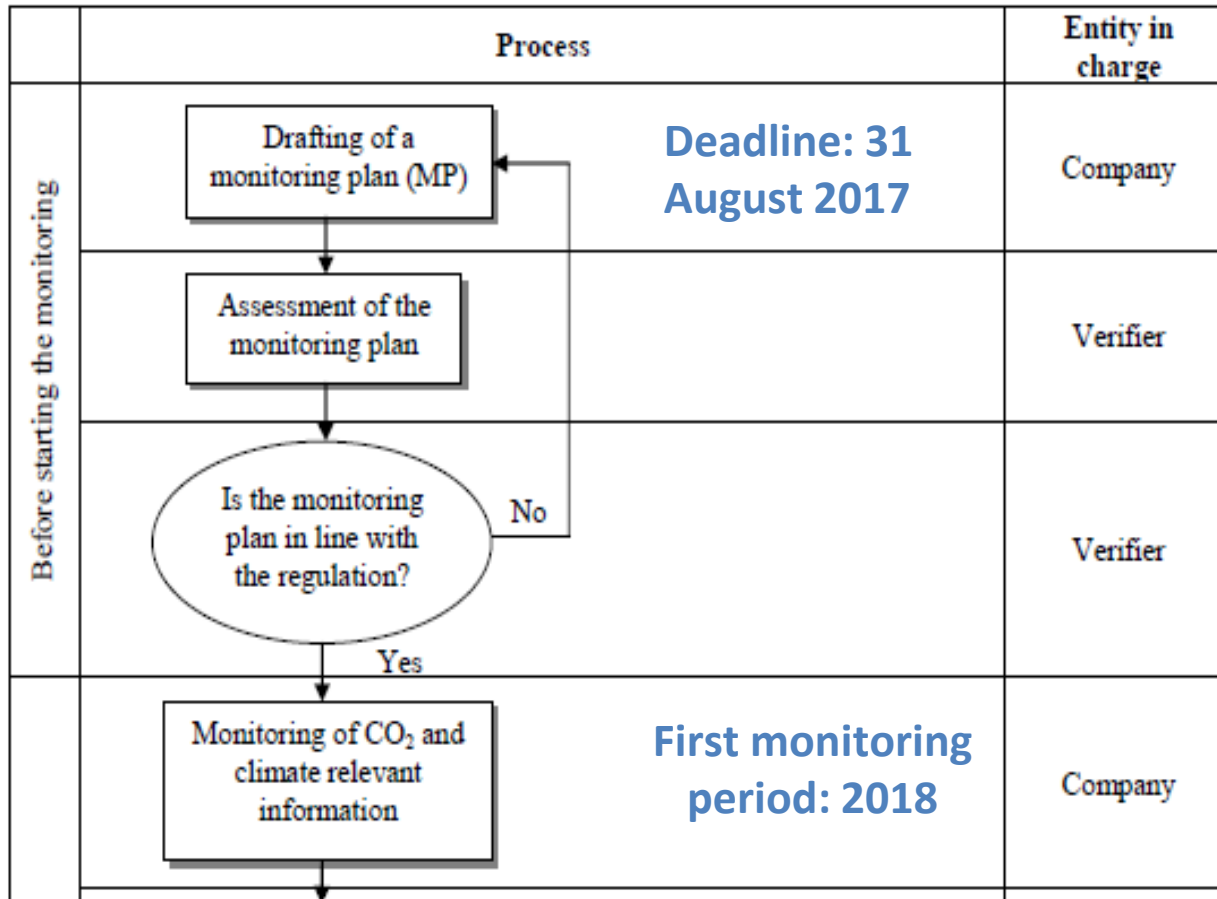 Process
Entity in
charge
Before starting the monitoring
Drafting of a
monitoring plan (MP)
Deadline: 31
August 2017
Company
Assessment of the
monitoring plan
Verifier
Is the monitoring
plan in line with
the regulation?
No
Verifier
Yes
Monitoring of CO₂ and
climate relevant
information
First monitoring
period: 2018
Company